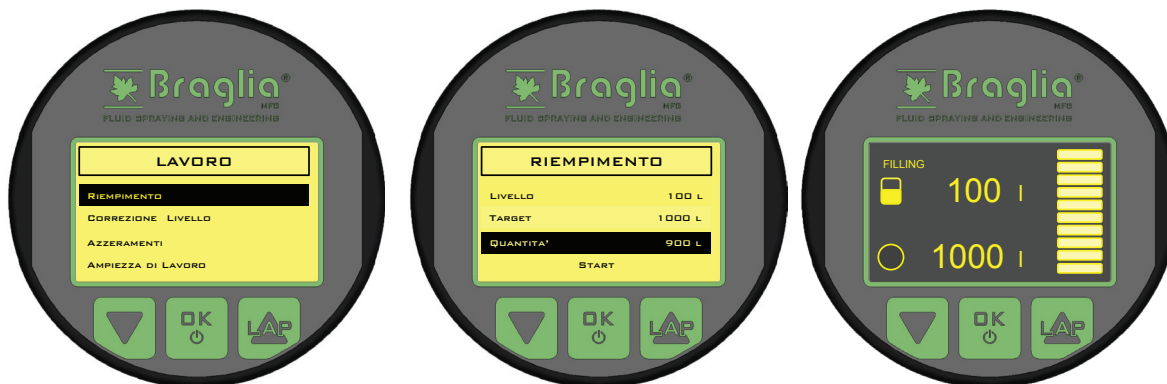 Braglia®
MFG
FLUID SPRAYING AND ENGINEERING
LAVORO
RIEMPIMENTO
CORREZIONE LIVELLO
AZZERAMENTI
AMPIEZZA DI LAVORO
OK
LAP
Braglia®
MFG
FLUID SPRAYING AND ENGINEERING
RIEMPIMENTO
LIVELLO 100 L
TARGET 1000 L
QUANTITA' 900 L
START
OK
LAP
Braglia®
MFG
FLUID SPRAYING AND ENGINEERING
FILLING
100 l
1000 l
OK
LAP